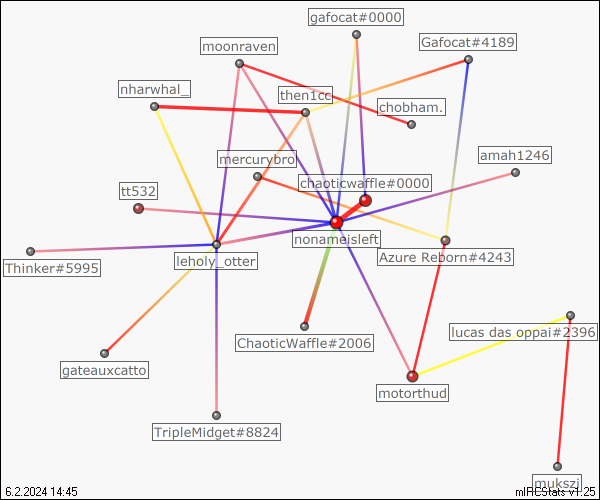 gafocat#0000
moonraven
Gafocat#4189
nharwhal_
then1cc
chobham.
mercurybro
amah1246
chaoticwaffle#0000
tt532
nonameisleft
Azure Reborn#4243
Thinker#5995
leholy_otter
lucas das oppai#2396
ChaoticWaffle#2006
gateauxcatto
motorthud
TripleMidget#8824
mukszi
6.2.2024 14:45
mIRCStats v1.25